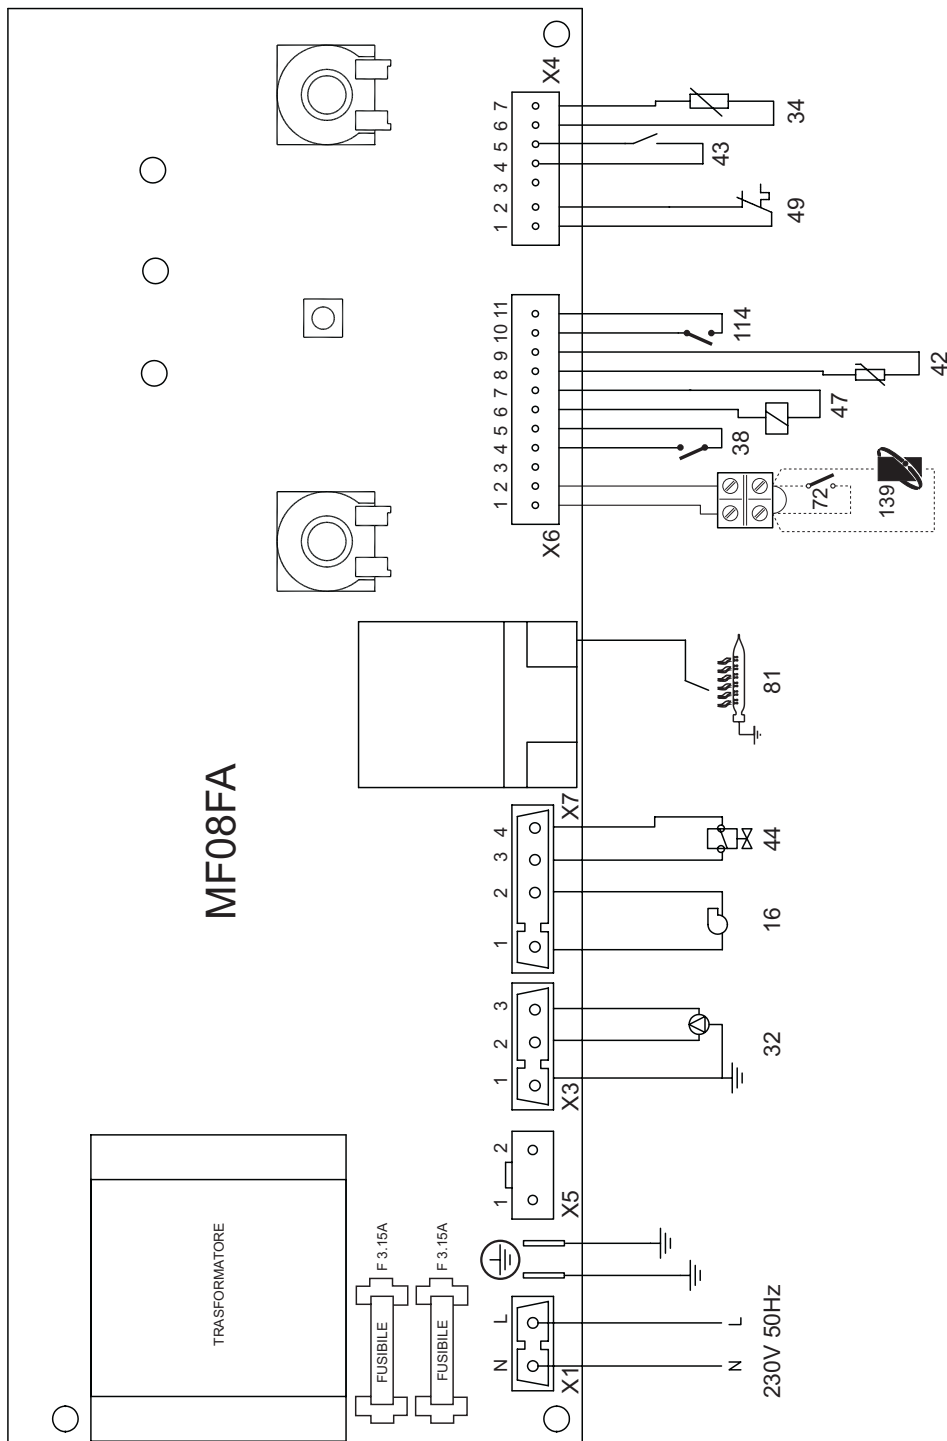 MF08FA
TRASFORMATORE
FUSIBILE
F 3.15A
FUSIBILE
F 3.15A
N L
X1
N L
230V 50Hz
1 2
X5
1 2 3
X3
32
1 2 3 4
X7
16
44
81
1 2 3 4 5 6 7 8 9 10 11
X6
72
139
38
47
42
114
1 2 3 4 5 6 7
X4
49
43
34